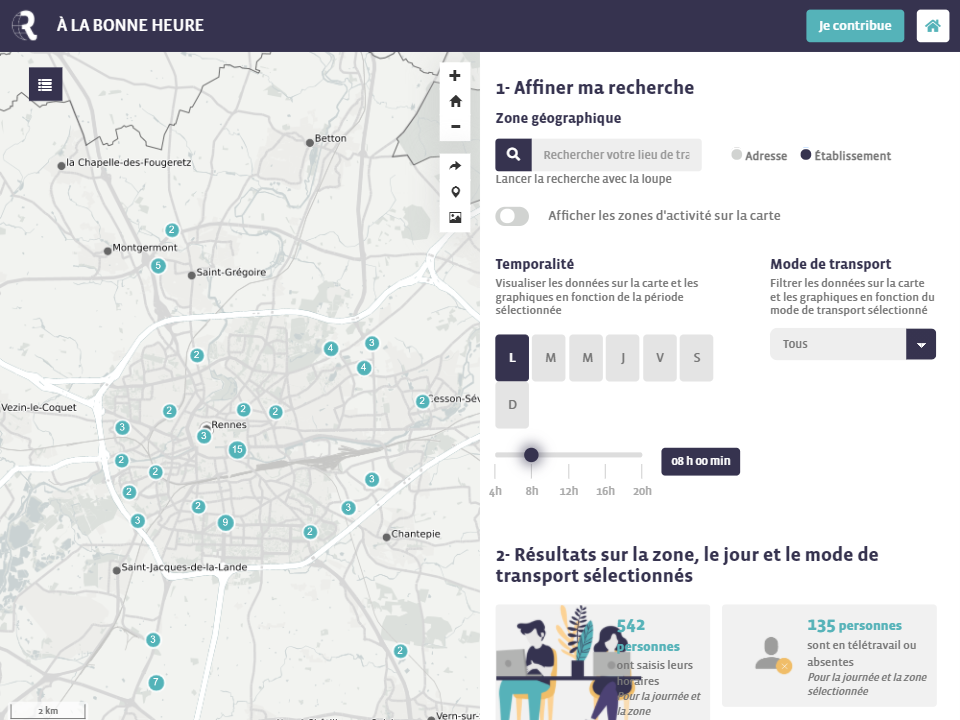 À LA BONNE HEURE
Je contribue
Betton
la Chapelle-des-Fougeretz
2
Montgermont
5
Saint-Grégoire
3
4
2
4
2
Cesson-Sév
Vezin-le-Coquet
2
2
2
3
Rennes
3
15
2
2
3
2
2
3
3
9
2
Chantepie
Saint-Jacques-de-la-Lande
3
2
7
2 km
Vern-sur-
1- Affiner ma recherche
Zone géographique
Rechercher votre lieu de tra
Adresse
Établissement
Lancer la recherche avec la loupe
Afficher les zones d'activité sur la carte
Temporalité
Visualiser les données sur la carte et les
graphiques en fonction de la période
sélectionnée
L M M J V S
D
08 h 00 min
4h 8h 12h 16h 20h
Mode de transport
Filtrer les données sur la carte
et les graphiques en fonction du
mode de transport sélectionné
Tous
2- Résultats sur la zone, le jour et le mode de
transport sélectionnés
542
personnes
ont saisis leurs
horaires
Pour la journée et
la zone
135 personnes
sont en télétravail ou
absentes
Pour la journée et la zone
sélectionnée